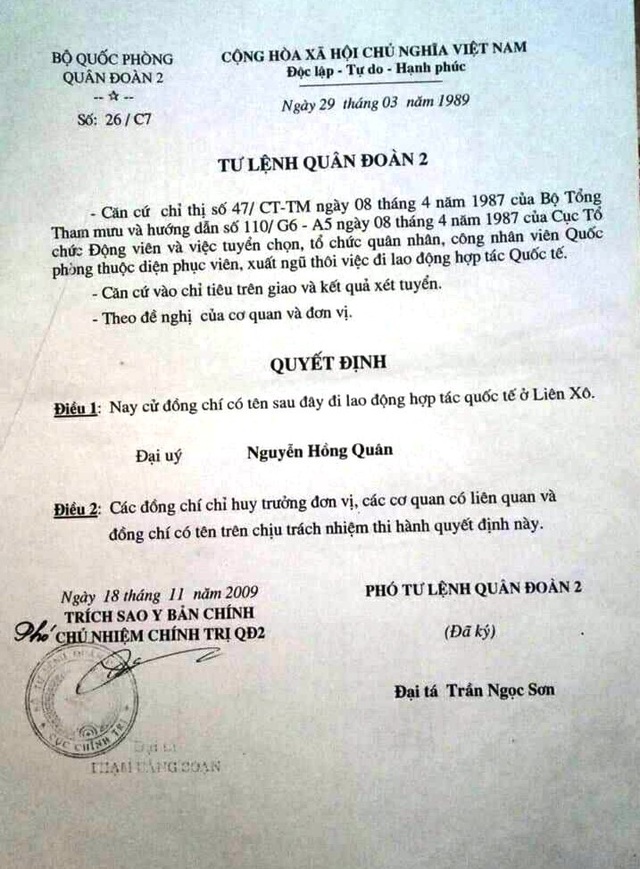 BỘ QUỐC PHÒNG
QUÂN ĐOÀN 2
-- ☆ --
Số: 26 / C7
CỘNG HÒA XÃ HỘI CHỦ NGHĨA VIỆT NAM
Độc lập - Tự do - Hạnh phúc
Ngày 29 tháng 03 năm 1989
TƯ LỆNH QUÂN ĐOÀN 2
- Căn cứ chỉ thị số 47/ CT-TM ngày 08 tháng 4 năm 1987 của Bộ Tổng
Tham mưu và hướng dẫn số 110/ G6 - A5 ngày 08 tháng 4 năm 1987 của Cục Tổ
chức Động viên và việc tuyển chọn, tổ chức quân nhân, công nhân viên Quốc
phòng thuộc diện phục viên, xuất ngũ thôi việc đi lao động hợp tác Quốc tế.
- Căn cứ vào chỉ tiêu trên giao và kết quả xét tuyển.
- Theo đề nghị của cơ quan và đơn vị.
QUYẾT ĐỊNH
Điều 1: Nay cử đồng chí có tên sau đây đi lao động hợp tác quốc tế ở Liên Xô.
Đại uý Nguyễn Hồng Quân
Điều 2: Các đồng chí chỉ huy trưởng đơn vị, các cơ quan có liên quan và
đồng chí có tên trên chịu trách nhiệm thi hành quyết định này.
Ngày 18 tháng 11 năm 2009
TRÍCH SAO Y BẢN CHÍNH
Phó CHỦ NHIỆM CHÍNH TRỊ QĐ2
CỤC CHÍNH TRỊ
PHÓ TƯ LỆNH QUÂN ĐOÀN 2
(Đã ký)
Đại tá Trần Ngọc Sơn